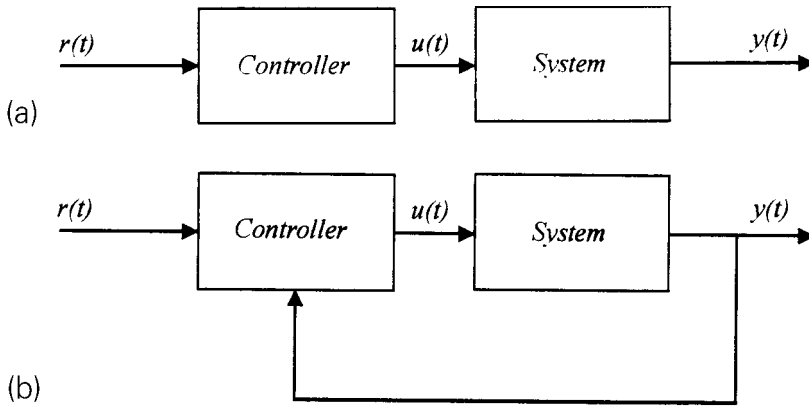 r(t) Controller u(t) System y(t)
(a)
r(t) Controller u(t) System y(t)
(b)